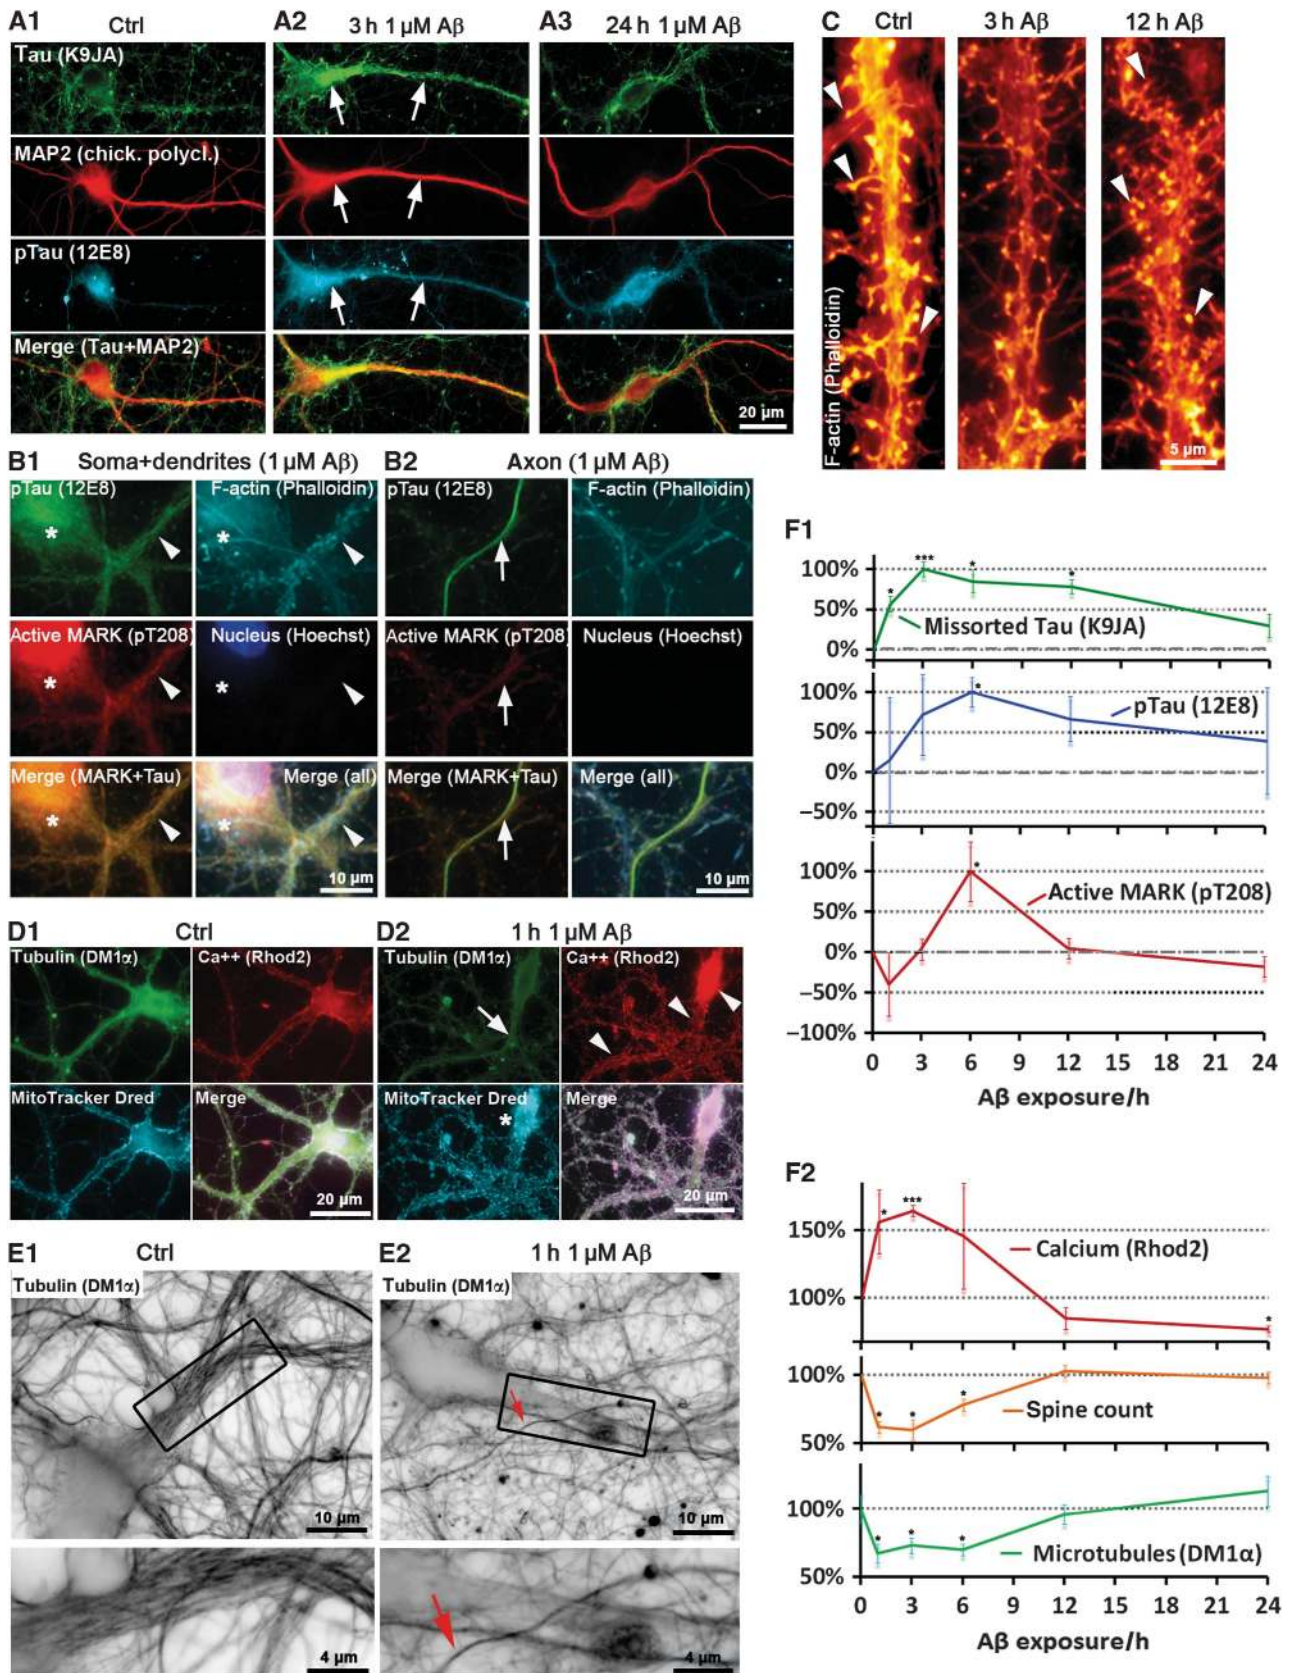 A1 Ctrl
A2 3 h 1 µM Aβ
A3 24 h 1 µM Aβ
Tau (K9JA)
MAP2 (chick. polycl.)
pTau (12E8)
Merge (Tau+MAP2)
20 µm
C Ctrl 3 h Aβ 12 h Aβ
F-actin (Phalloidin)
5 µm
B1 Soma+dendrites (1 µM Aβ)
pTau (12E8) F-actin (Phalloidin)
*
*
Active MARK (pT208) Nucleus (Hoechst)
*
*
Merge (MARK+Tau) Merge (all)
*
*
10 µm
B2 Axon (1 µM Aβ)
pTau (12E8) F-actin (Phalloidin)
Active MARK (pT208) Nucleus (Hoechst)
Merge (MARK+Tau) Merge (all)
10 µm
D1 Ctrl
Tubulin (DM1α) Ca++ (Rhod2)
MitoTracker Dred Merge
20 µm
D2 1 h 1 µM Aβ
Tubulin (DM1α) Ca++ (Rhod2)
MitoTracker Dred Merge
*
20 µm
E1 Ctrl
Tubulin (DM1α)
10 µm
4 µm
E2 1 h 1 µM Aβ
Tubulin (DM1α)
10 µm
4 µm
F1
***
* * *
100%
50%
0%
Missorted Tau (K9JA)
100%
50%
0%
–50%
*
pTau (12E8)
100%
50%
0%
–50%
–100%
*
Active MARK (pT208)
0 3 6 9 12 15 18 21 24
Aβ exposure/h
F2
150%
100%
* *** *
Calcium (Rhod2)
100%
50%
* * *
Spine count
100%
50%
* * *
Microtubules (DM1α)
0 3 6 9 12 15 18 21 24
Aβ exposure/h